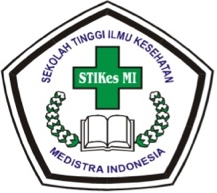 SEKOLAH TINGGI ILMU KESEHATAN
STIKes MI
MEDISTRA INDONESIA